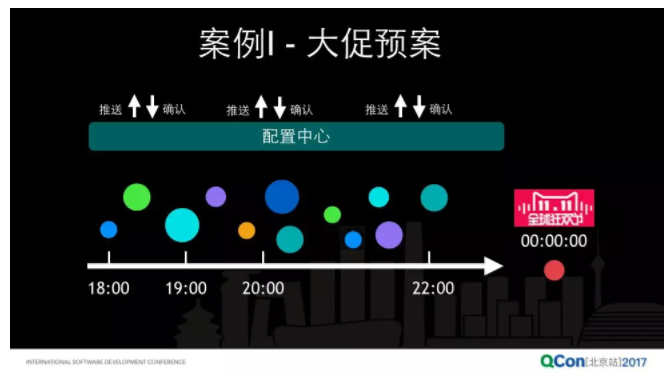 案例I - 大促预案
推送 确认 推送 确认 推送 确认
配置中心
11.11
全球狂欢节
00:00:00
18:00 19:00 20:00 22:00
INTERNATIONAL SOFTWARE DEVELOPMENT CONFERENCE
QCon[北京站]2017